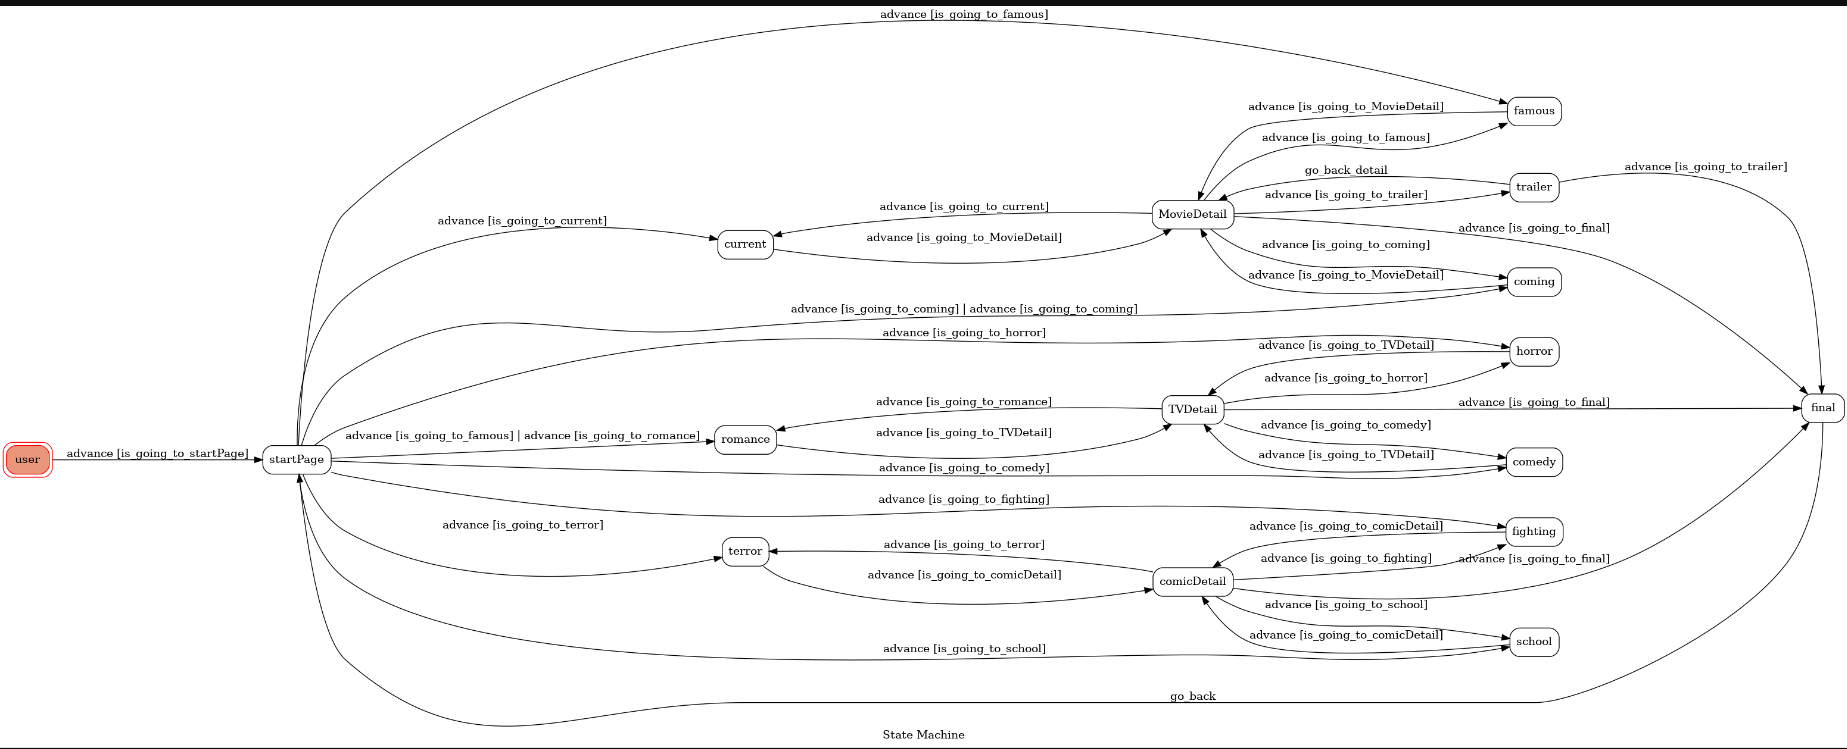 advance [is_going_to_famous]
famous
advance [is_going_to_MovieDetail]
advance [is_going_to_famous]
advance [is_going_to_trailer]
go_back_detail
trailer
advance [is_going_to_trailer]
MovieDetail
advance [is_going_to_current]
advance [is_going_to_current]
advance [is_going_to_final]
current
advance [is_going_to_MovieDetail]
advance [is_going_to_coming]
advance [is_going_to_MovieDetail]
coming
advance [is_going_to_coming] | advance [is_going_to_coming]
advance [is_going_to_horror]
advance [is_going_to_TVDetail]
horror
advance [is_going_to_horror]
advance [is_going_to_romance]
advance [is_going_to_final]
TVDetail
final
advance [is_going_to_comedy]
advance [is_going_to_famous] | advance [is_going_to_romance]
romance
advance [is_going_to_TVDetail]
user
advance [is_going_to_startPage]
startPage
advance [is_going_to_TVDetail]
comedy
advance [is_going_to_comedy]
advance [is_going_to_fighting]
advance [is_going_to_terror]
advance [is_going_to_comicDetail]
fighting
terror
advance [is_going_to_terror]
advance [is_going_to_fighting]
advance [is_going_to_final]
advance [is_going_to_comicDetail]
comicDetail
advance [is_going_to_school]
advance [is_going_to_comicDetail]
school
advance [is_going_to_school]
go_back
State Machine